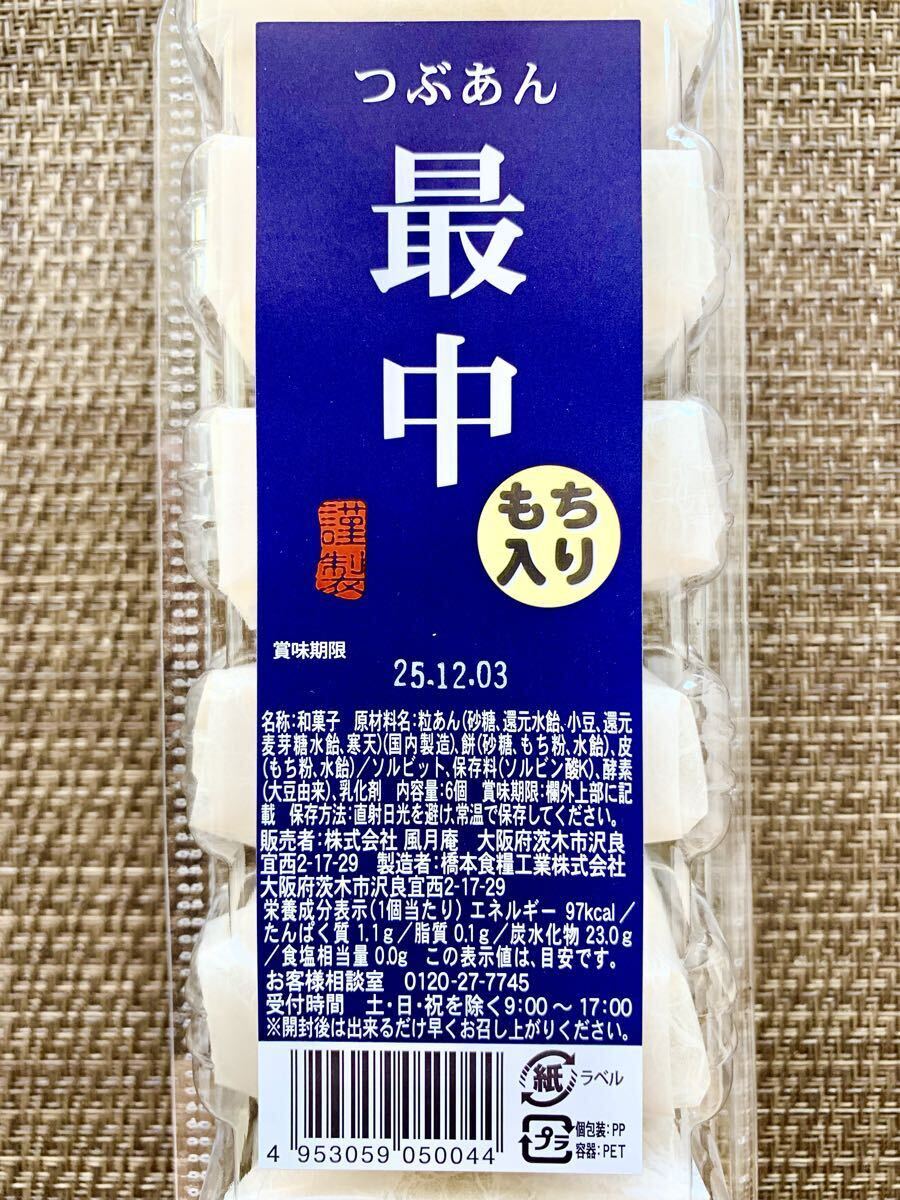 つぶあん
最中
もち
入り
謹製
賞味期限
25.12.03
名称:和菓子 原材料名:粒あん(砂糖、還元水飴、小豆、還元
麦芽糖水飴、寒天)(国内製造)、餅(砂糖、もち粉、水飴)、皮
(もち粉、水飴)/ソルビット、保存料(ソルビン酸K)、酵素
(大豆由来)、乳化剤 内容量:6個 賞味期限:欄外上部に記
載 保存方法:直射日光を避け、常温で保存してください。
販売者:株式会社 風月庵 大阪府茨木市沢良
宜西2-17-29 製造者:橋本食糧工業株式会社
大阪府茨木市沢良宜西2-17-29
栄養成分表示(1個当たり) エネルギー 97kcal/
たんぱく質 1.1g/脂質 0.1g/炭水化物 23.0g
/食塩相当量 0.0g この表示値は、目安です。
お客様相談室 0120-27-7745
受付時間 土・日・祝を除く9:00〜17:00
※開封後は出来るだけ早くお召し上がりください。
紙 ラベル
プラ 個包装:PP
容器:PET
4 953059 050044